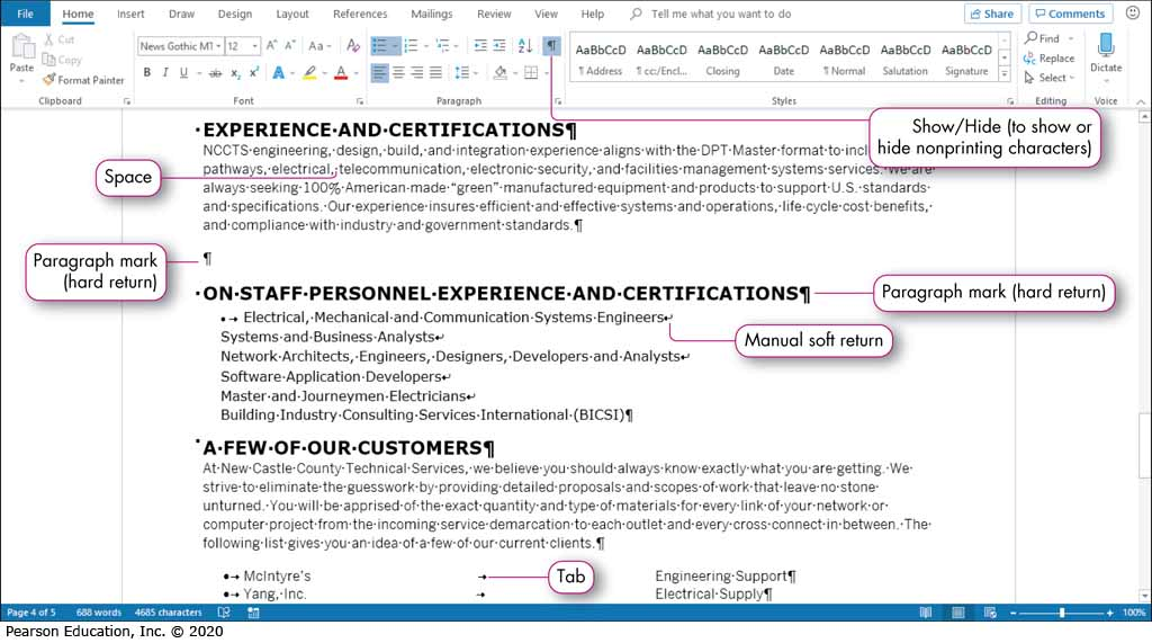 File Home Insert Draw Design Layout References Mailings Review View Help Tell me what you want to do Share Comments
Paste Cut Copy Format Painter
News Gothic MT 12 Aa
B I U ab x₂ x² A A
AaBbCcD AaBbCcD AaBbCcD AaBbCcD AaBbCcD AaBbCcD AaBbCcD
¶ Address ¶ cc/Encl... Closing Date ¶ Normal Salutation Signature
Find Replace Select Dictate
Clipboard Font Paragraph Styles Editing Voice
Show/Hide (to show or
hide nonprinting characters)
EXPERIENCE·AND·CERTIFICATIONS¶
NCCTS·engineering,·design,·build,·and·integration·experience·aligns·with·the·DPT·Master·format·to·incl
pathways,·electrical,·telecommunication,·electronic·security,·and·facilities·management·systems·services.·We·are·
always·seeking·100%·American-made·“green”·manufactured·equipment·and·products·to·support·U.S.·standards·
and·specifications.·Our·experience·insures·efficient·and·effective·systems·and·operations,·life·cycle·cost·benefits,·
and·compliance·with·industry·and·government·standards.¶
Space
¶
Paragraph mark
(hard return)
ON·STAFF·PERSONNEL·EXPERIENCE·AND·CERTIFICATIONS¶
Paragraph mark (hard return)
•→Electrical,·Mechanical·and·Communication·Systems·Engineers↵
Manual soft return
Systems·and·Business·Analysts↵
Network·Architects,·Engineers,·Designers,·Developers·and·Analysts↵
Software·Application·Developers↵
Master·and·Journeymen·Electricians↵
Building·Industry·Consulting·Services·International·(BICSI)¶
A·FEW·OF·OUR·CUSTOMERS¶
At·New·Castle·County·Technical·Services,·we·believe·you·should·always·know·exactly·what·you·are·getting.·We·
strive·to·eliminate·the·guesswork·by·providing·detailed·proposals·and·scopes·of·work·that·leave·no·stone·
unturned.·You·will·be·apprised·of·the·exact·quantity·and·type·of·materials·for·every·link·of·your·network·or·
computer·project·from·the·incoming·service·demarcation·to·each·outlet·and·every·cross·connect·in·between.·The·
following·list·gives·you·an·idea·of·a·few·of·our·current·clients.¶
•→McIntyre's → Engineering·Support¶
Tab
•→Yang,·Inc. → Electrical·Supply¶
Page 4 of 5 688 words 4685 characters 100%
Pearson Education, Inc. © 2020